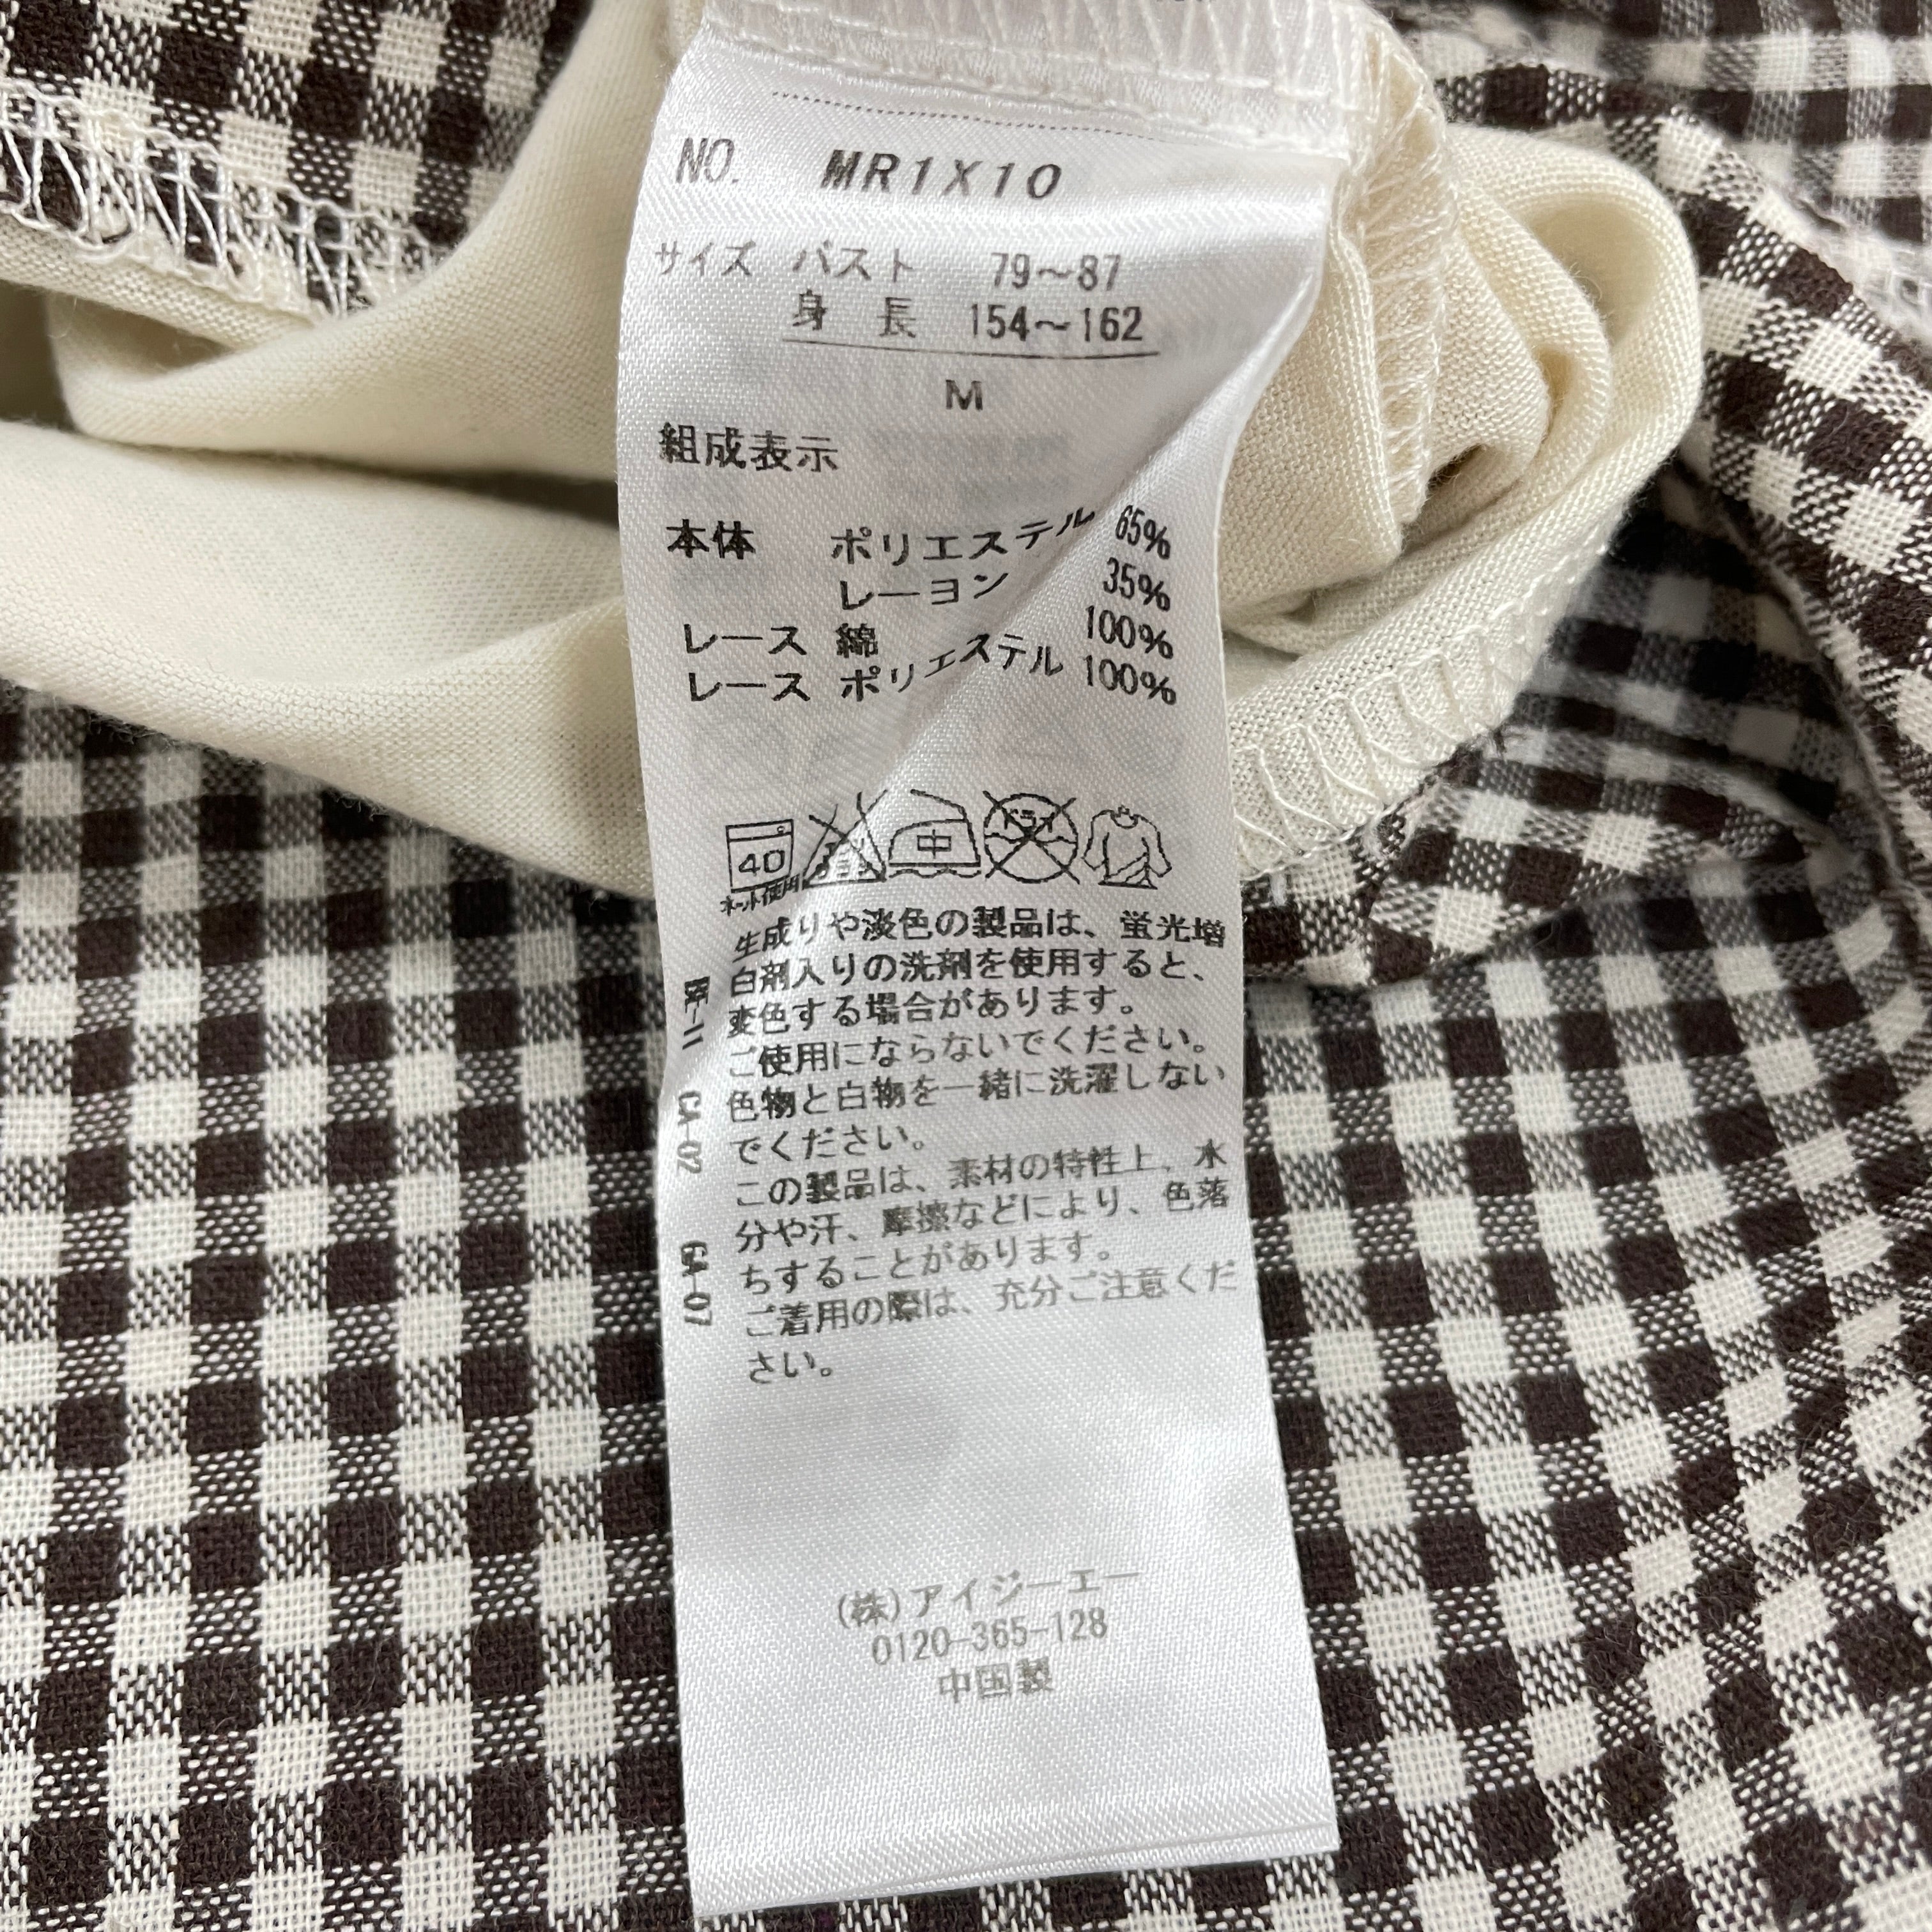 NO. MR1X10
サイズ バスト 79～87
身 長 154～162
M
組成表示
本体 ポリエステル 65%
レーヨン 35%
レース 綿 100%
レース ポリエステル 100%
40 中 ドライ
ネット使用
生成りや淡色の製品は、蛍光増
白剤入りの洗剤を使用すると、
変色する場合があります。
ご使用にならないでください。
色物と白物を一緒に洗濯しない
でください。
この製品は、素材の特性上、水
分や汗、摩擦などにより、色落
ちすることがあります。
ご着用の際は、充分ご注意くだ
さい。
CA-02
GA-07
(株)アイジーエー
0120-365-128
中国製